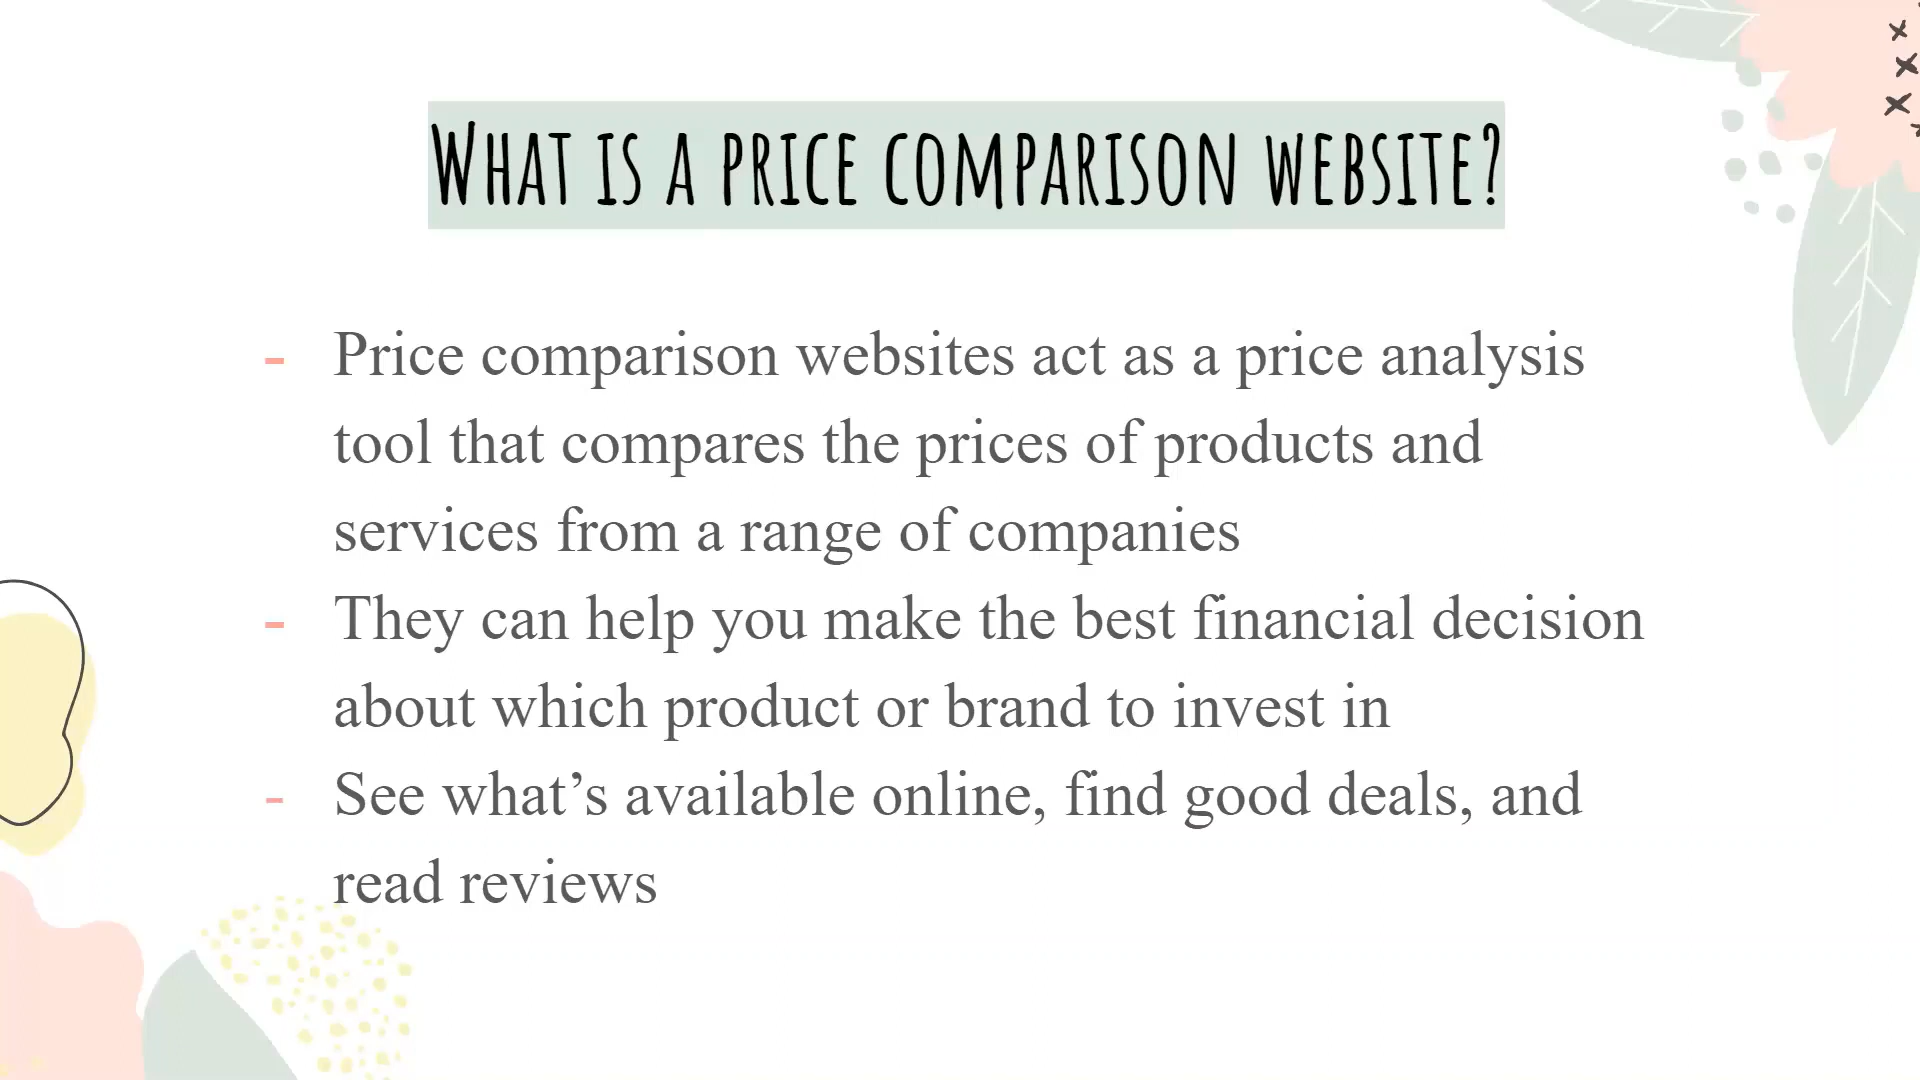 What is a price comparison website?
- Price comparison websites act as a price analysis
tool that compares the prices of products and
services from a range of companies
- They can help you make the best financial decision
about which product or brand to invest in
- See what’s available online, find good deals, and
read reviews